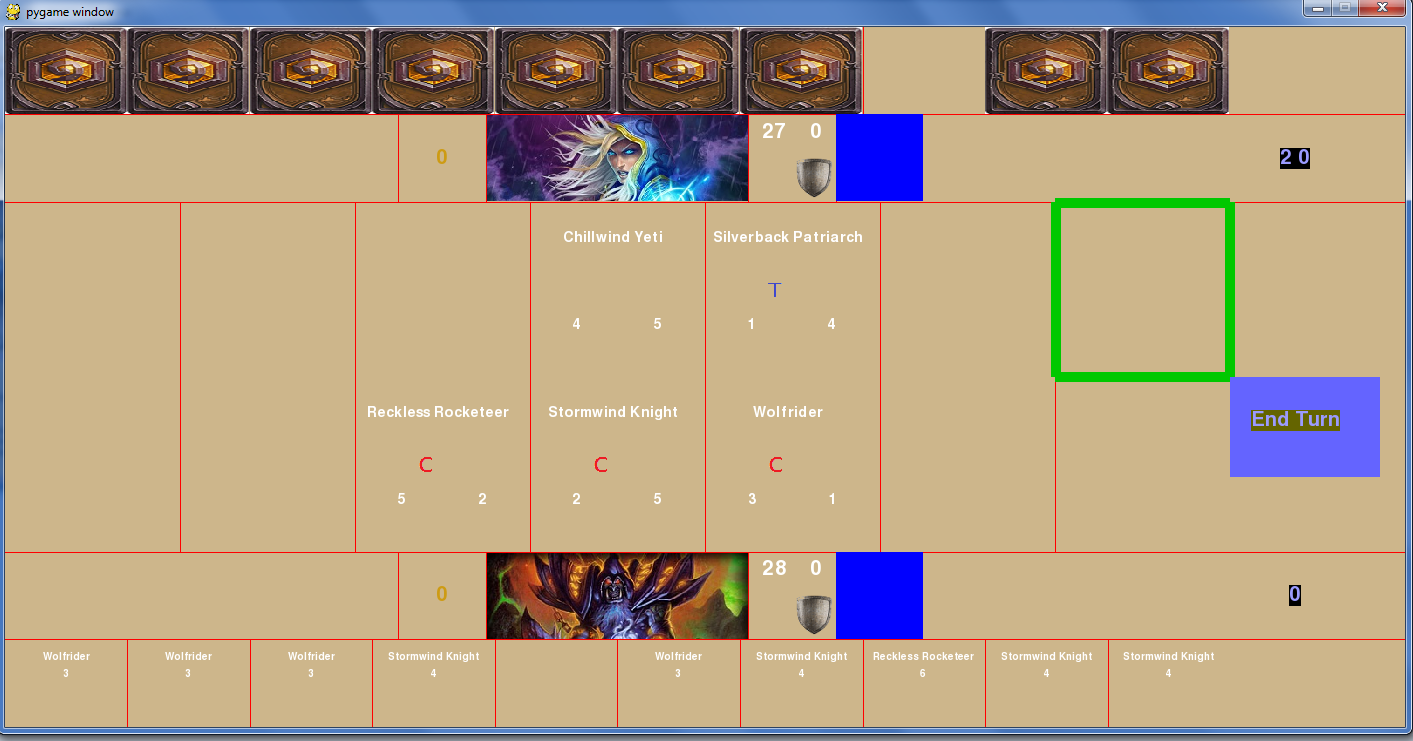 pygame window
0
27 0
2 0
Chillwind Yeti
Silverback Patriarch
T
4 5
1 4
Reckless Rocketeer
Stormwind Knight
Wolfrider
End Turn
C
C
C
5 2
2 5
3 1
0
28 0
0
Wolfrider
Wolfrider
Wolfrider
Stormwind Knight
Wolfrider
Stormwind Knight
Reckless Rocketeer
Stormwind Knight
Stormwind Knight
3
3
3
4
3
4
6
4
4